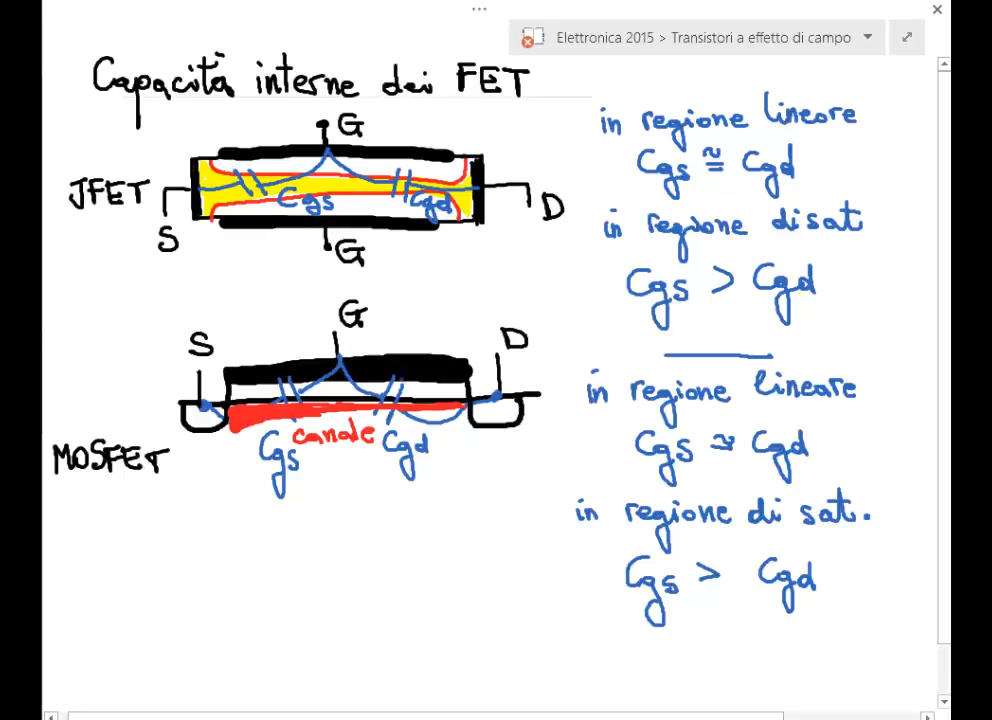 Elettronica 2015 > Transistori a effetto di campo
Capacità interne dei FET
G
JFET
Cgs
Cgd
S
D
G
in regione lineare
Cgs ≅ Cgd
in regione di sat
Cgs > Cgd
G
S
D
canale
Cgs
Cgd
MOSFET
in regione lineare
Cgs ≅ Cgd
in regione di sat.
Cgs > Cgd